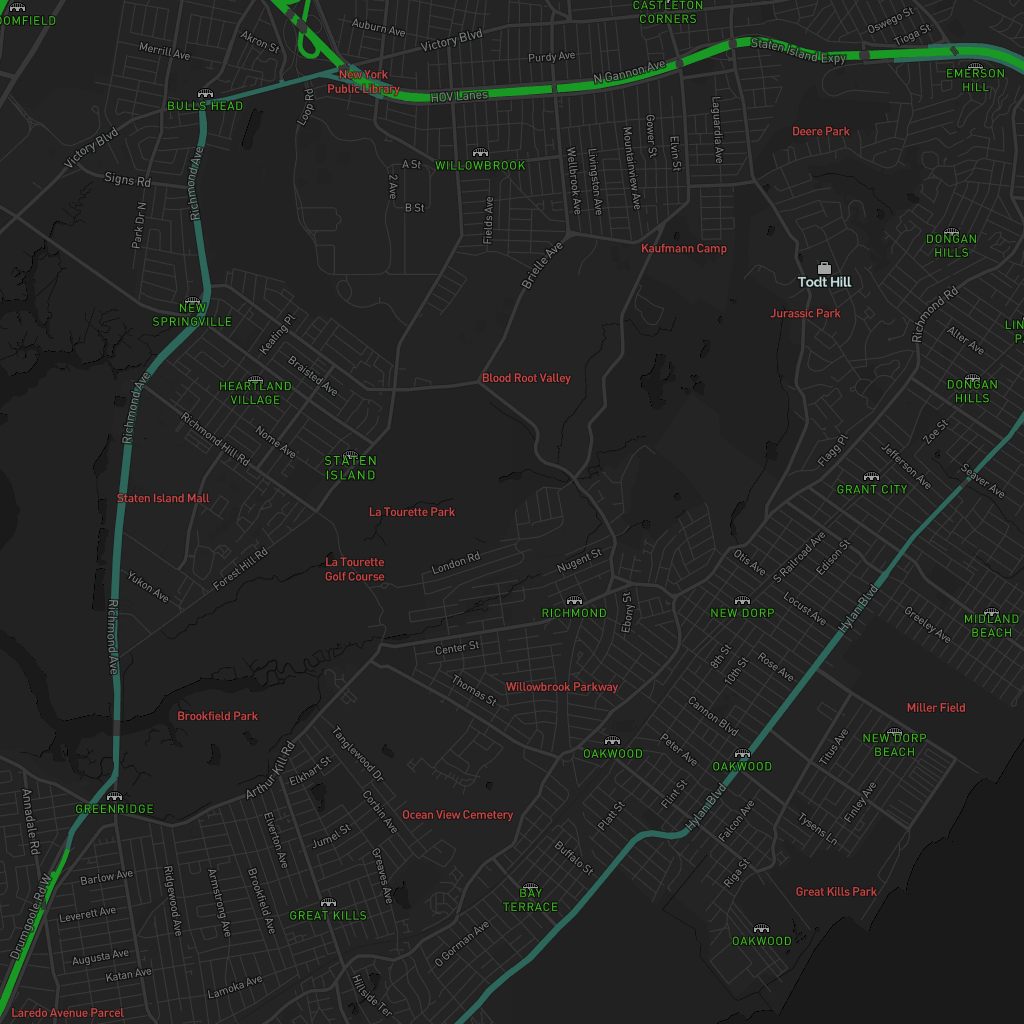 OOMFIELD
CASTLETON
CORNERS
Oswego St
Tioga St
Auburn Ave
Akron St
Victory Blvd
Merrill Ave
Purdy Ave
Staten Island Expy
N Gannon Ave
EMERSON
HILL
New York
Public Library
HOV Lanes
BULLS HEAD
Loop Rd
Laguardia Ave
Gower St
Elvin St
Mountainview Ave
Deere Park
Victory Blvd
WILLOWBROOK
A St
2 Ave
B St
Wellbrook Ave
Livingston Ave
Signs Rd
Richmond Ave
Park Dr N
Fields Ave
Brielle Ave
Kaufmann Camp
DONGAN
HILLS
Todt Hill
NEW
SPRINGVILLE
Jurassic Park
Richmond Rd
Alter Ave
LIN
PA
Keating Pl
Braisted Ave
HEARTLAND
VILLAGE
Blood Root Valley
DONGAN
HILLS
Richmond Ave
Richmond Hill Rd
Nome Ave
STATEN
ISLAND
Zoe St
Flagg Pl
Jefferson Ave
Seaver Ave
GRANT CITY
Staten Island Mall
La Tourette Park
S Railroad Ave
Edison St
Otis Ave
La Tourette
Golf Course
London Rd
Nugent St
Forest Hill Rd
Yukon Ave
Richmond Ave
RICHMOND
Ebony St
NEW DORP
Locust Ave
Hylan Blvd
Greeley Ave
MIDLAND
BEACH
Center St
8th St
10th St
Rose Ave
Thomas St
Willowbrook Parkway
Miller Field
Brookfield Park
Cannon Blvd
Tanglewood Dr
Arthur Kill Rd
Elkhart St
OAKWOOD
Peter Ave
OAKWOOD
Titus Ave
NEW DORP
BEACH
Flint St
Finley Ave
Corbin Ave
Annadale Rd
GREENRIDGE
Ocean View Cemetery
Platt St
Hylan Blvd
Falcon Ave
Tysens Ln
Elverton Ave
Jumel St
Greaves Ave
Buffalo St
Riga St
Barlow Ave
Ridgewood Ave
Armstrong Ave
Brookfield Ave
Great Kills Park
BAY
TERRACE
Drumgoole Rd W
Leverett Ave
GREAT KILLS
O Gorman Ave
OAKWOOD
Augusta Ave
Katan Ave
Lamoka Ave
Hillside Ter
Laredo Avenue Parcel